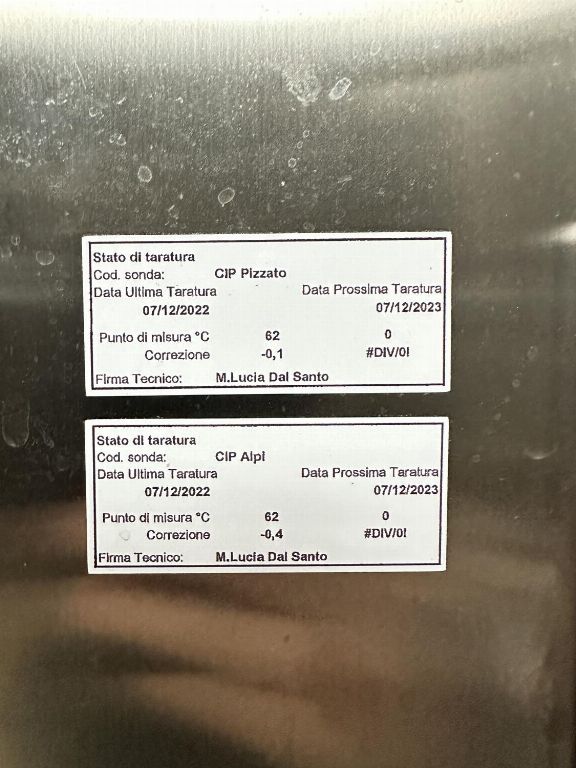 Stato di taratura
Cod. sonda: CIP Pizzato
Data Ultima Taratura Data Prossima Taratura
07/12/2022 07/12/2023
Punto di misura °C 62 0
Correzione -0,1 #DIV/0!
Firma Tecnico: M.Lucia Dal Santo
Stato di taratura
Cod. sonda: CIP Alpi
Data Ultima Taratura Data Prossima Taratura
07/12/2022 07/12/2023
Punto di misura °C 62 0
Correzione -0,4 #DIV/0!
Firma Tecnico: M.Lucia Dal Santo